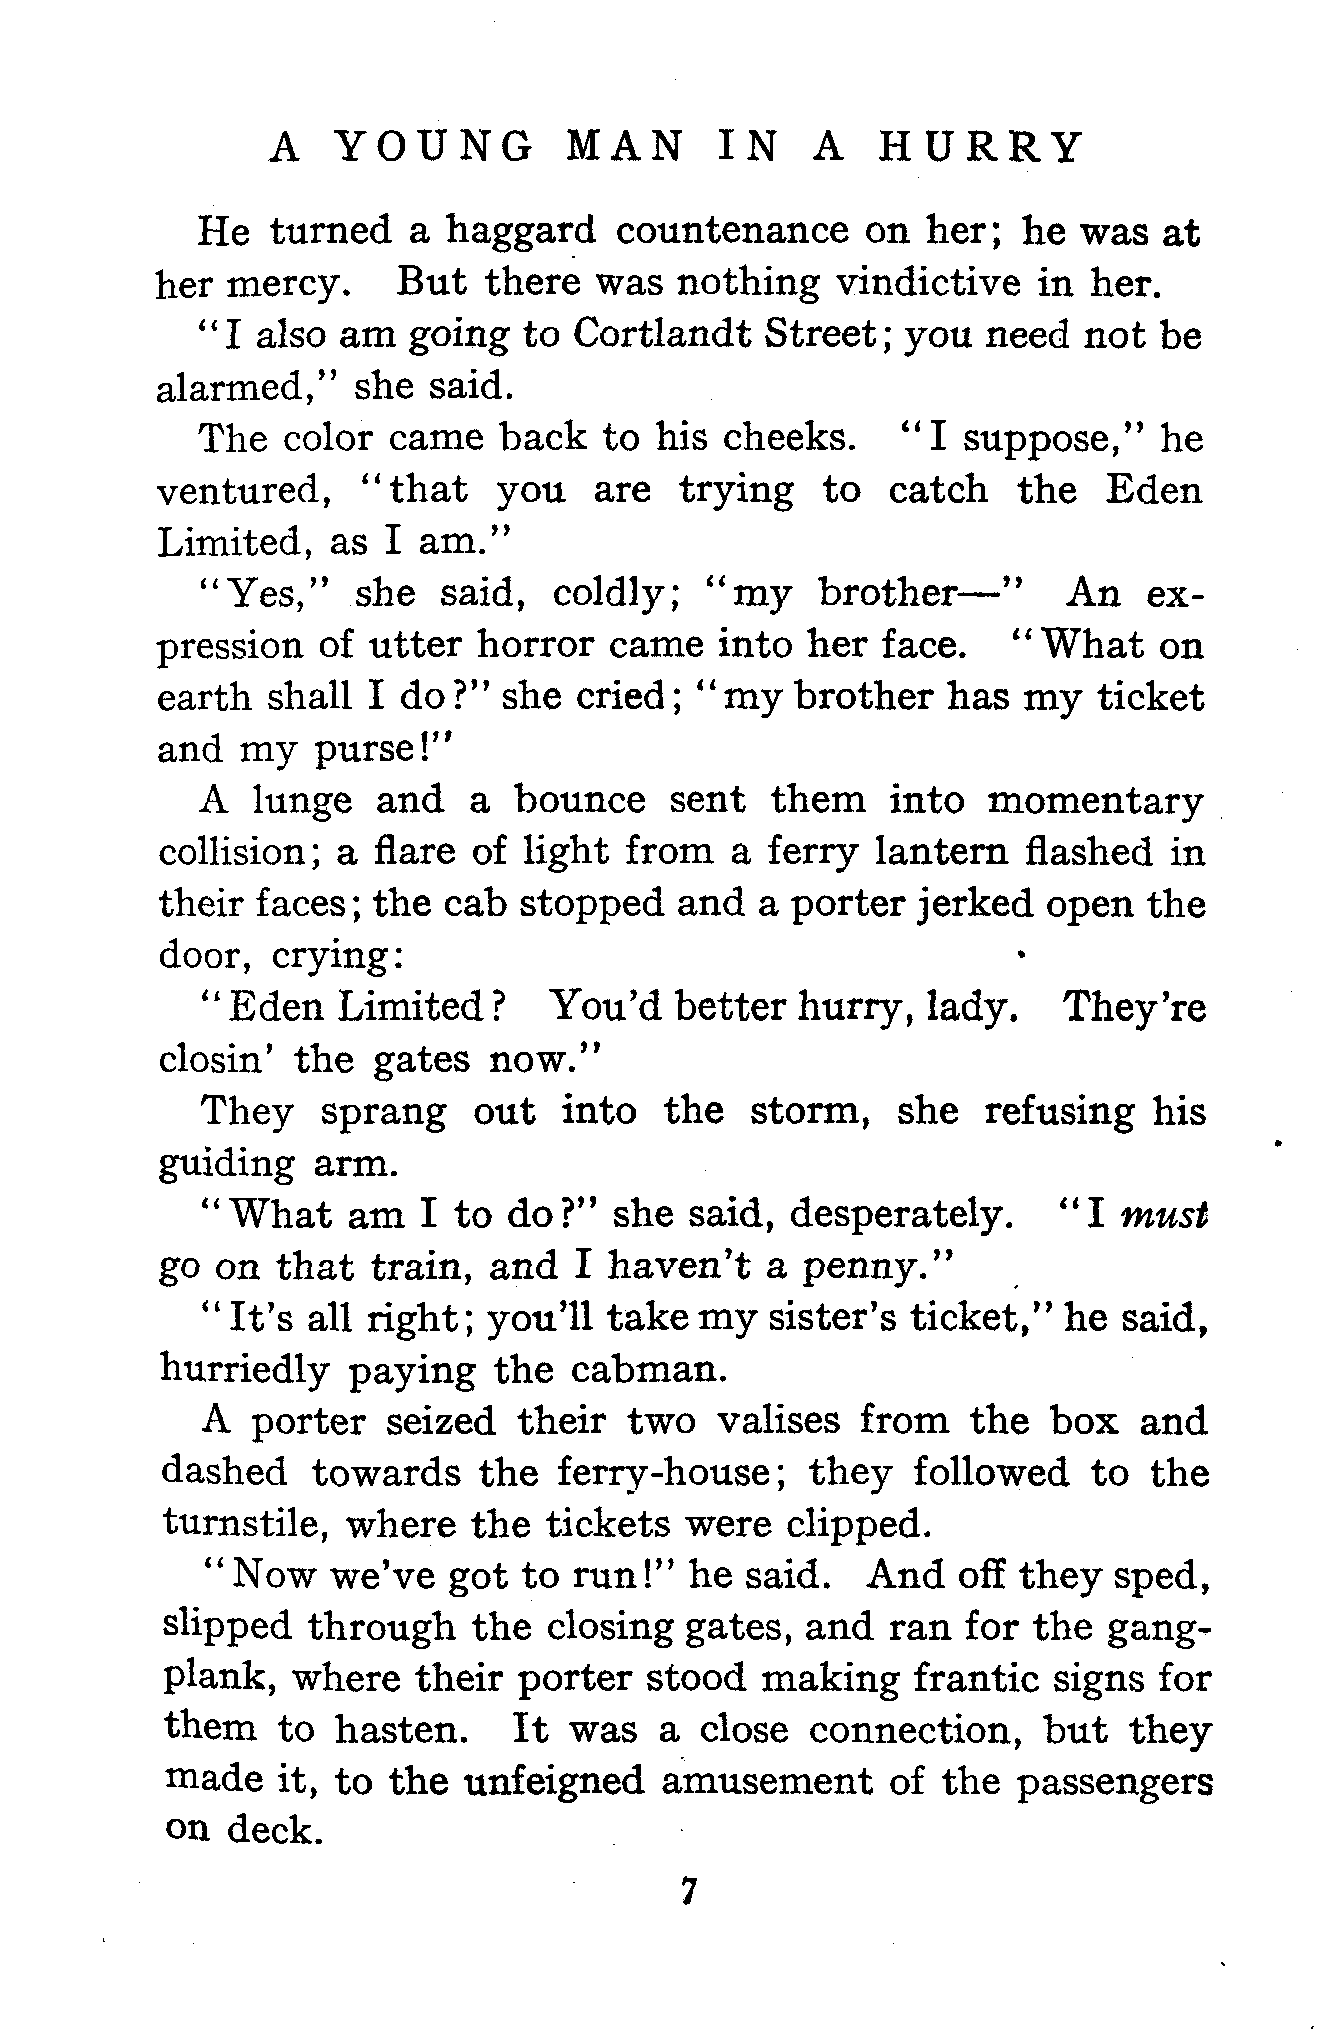 A YOUNG MAN IN A HURRY
He turned a haggard countenance on her; he was at
her mercy. But there was nothing vindictive in her.
"I also am going to Cortlandt Street; you need not be
alarmed," she said.
The color came back to his cheeks. "I suppose," he
ventured, "that you are trying to catch the Eden
Limited, as I am."
"Yes," she said, coldly; "my brother—" An ex-
pression of utter horror came into her face. "What on
earth shall I do?" she cried; "my brother has my ticket
and my purse!"
A lunge and a bounce sent them into momentary
collision; a flare of light from a ferry lantern flashed in
their faces; the cab stopped and a porter jerked open the
door, crying:
"Eden Limited? You'd better hurry, lady. They're
closin' the gates now."
They sprang out into the storm, she refusing his
guiding arm.
"What am I to do?" she said, desperately. "I must
go on that train, and I haven't a penny."
"It's all right; you'll take my sister's ticket," he said,
hurriedly paying the cabman.
A porter seized their two valises from the box and
dashed towards the ferry-house; they followed to the
turnstile, where the tickets were clipped.
"Now we've got to run!" he said. And off they sped,
slipped through the closing gates, and ran for the gang-
plank, where their porter stood making frantic signs for
them to hasten. It was a close connection, but they
made it, to the unfeigned amusement of the passengers
on deck.
7